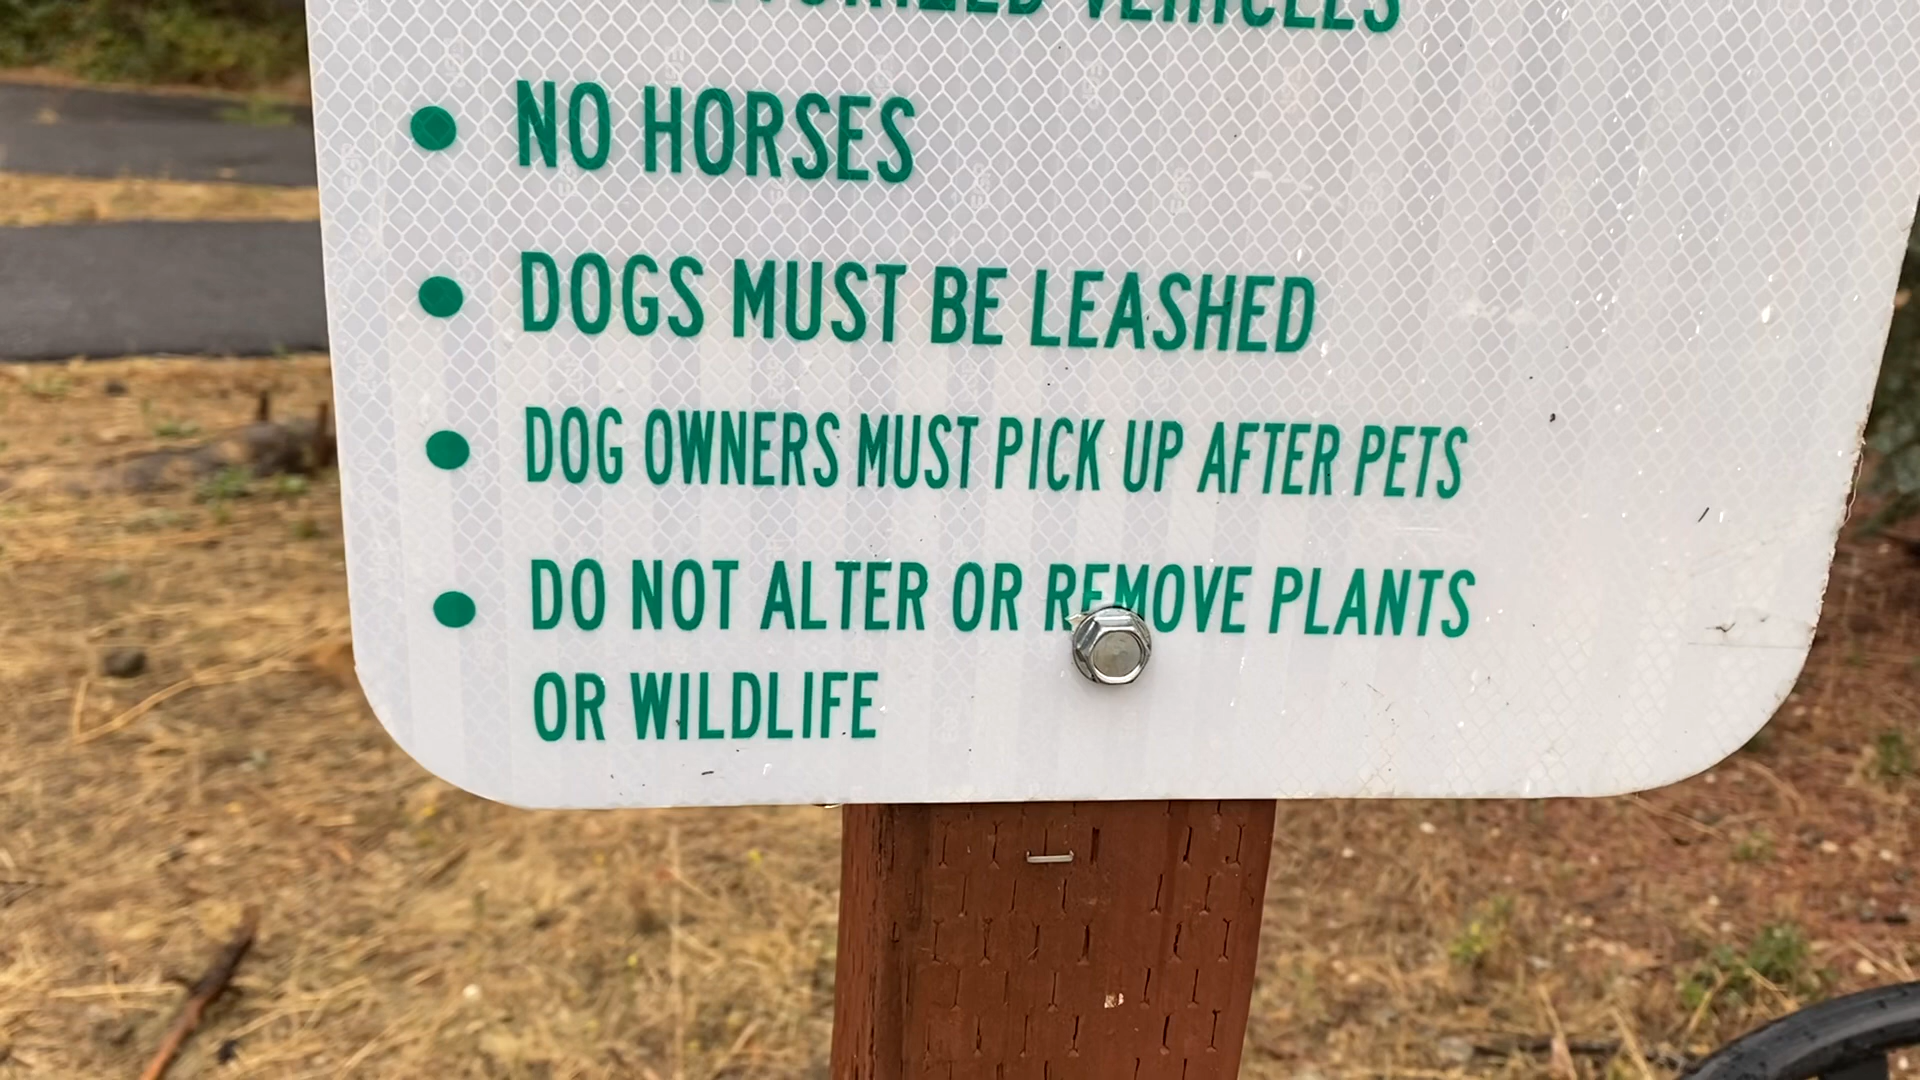 VEHICLES
• NO HORSES
• DOGS MUST BE LEASHED
• DOG OWNERS MUST PICK UP AFTER PETS
• DO NOT ALTER OR REMOVE PLANTS
OR WILDLIFE